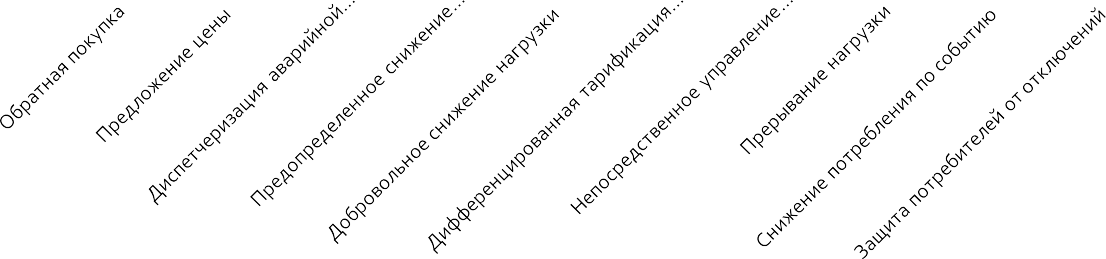 Обратная покупка
Предложение цены
Диспетчеризация аварийной...
Предопределенное снижение...
Добровольное снижение нагрузки
Дифференцированная тарификация...
Непосредственное управление...
Прерывание нагрузки
Снижение потребления по событию
Защита потребителей от отключений